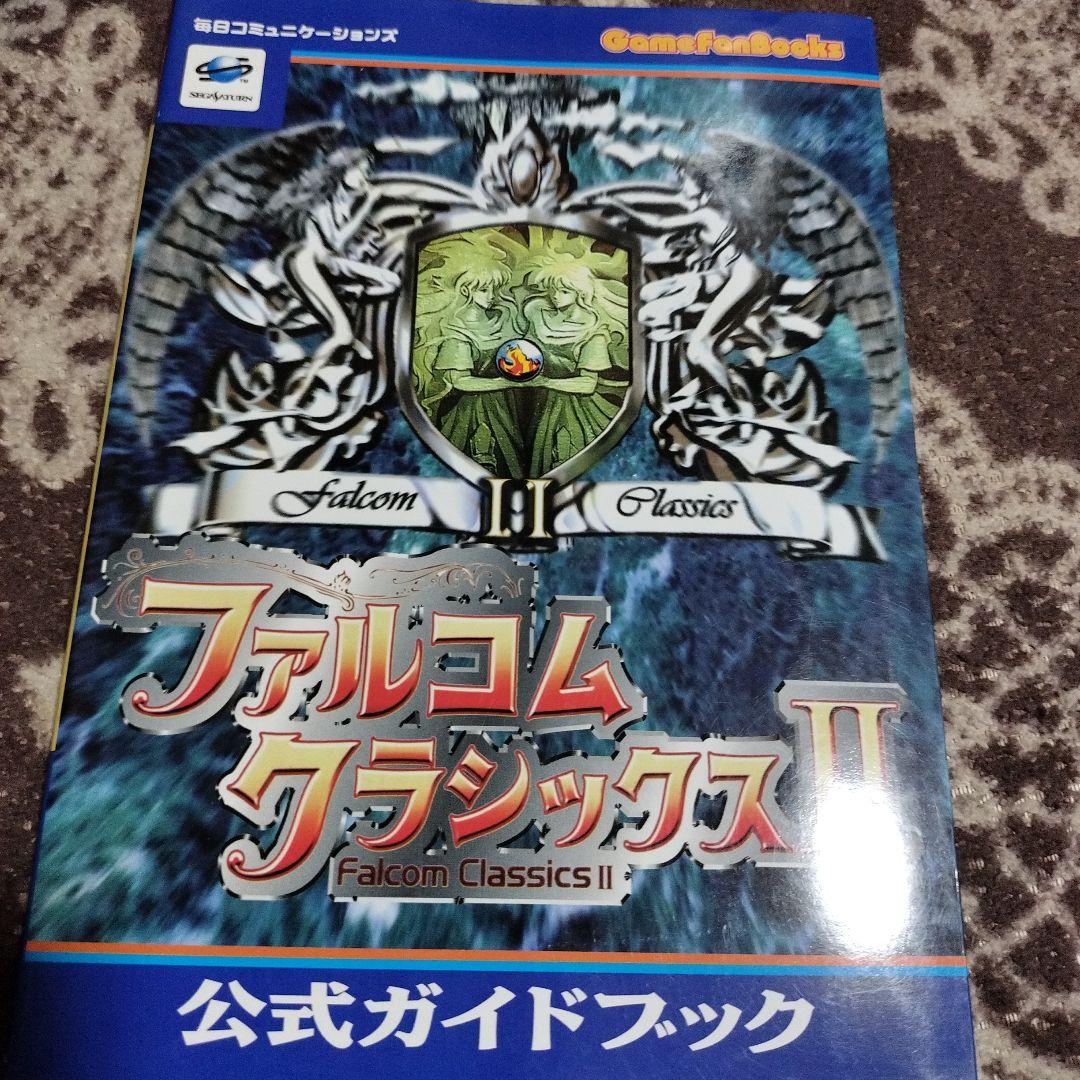 毎日コミュニケーションズ
GameFanBooks
SEGASATURN™
Falcom II Classics
ファルコム
クラシックスII
Falcom Classics II
公式ガイドブック